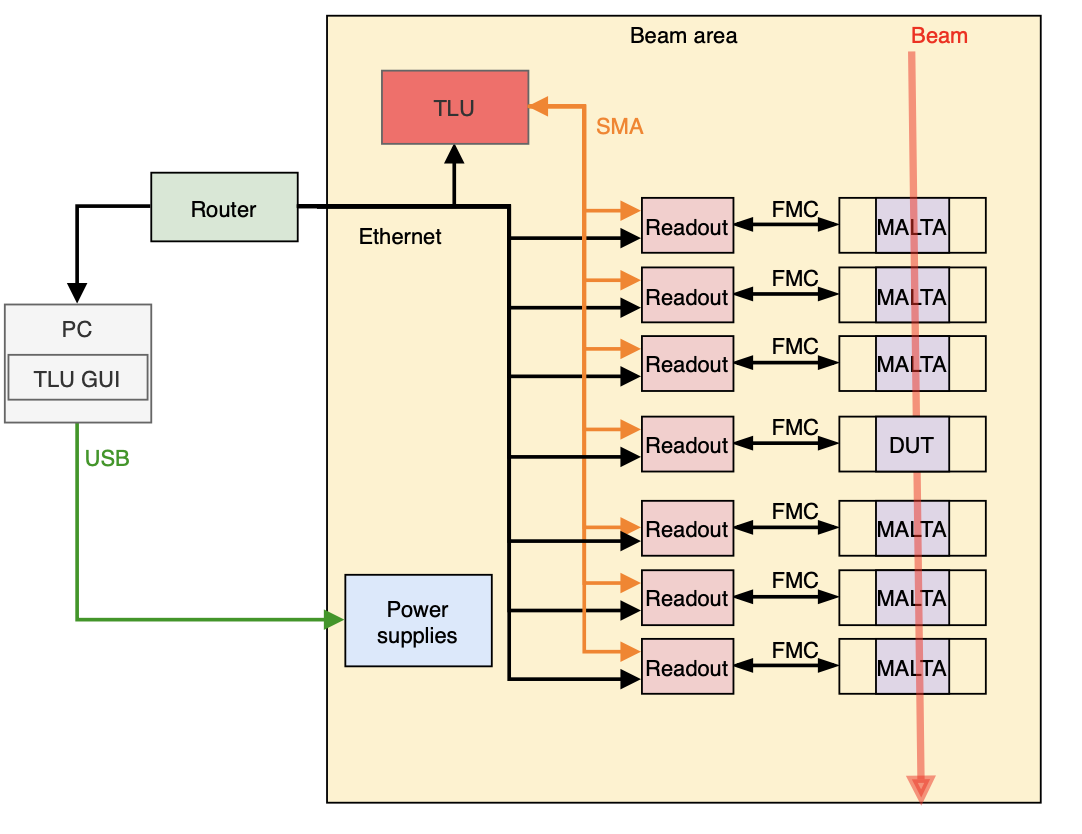 Beam area
Beam
TLU
SMA
Router
Ethernet
PC
TLU GUI
USB
Power
supplies
Readout
FMC
MALTA
Readout
FMC
MALTA
Readout
FMC
MALTA
Readout
FMC
DUT
Readout
FMC
MALTA
Readout
FMC
MALTA
Readout
FMC
MALTA